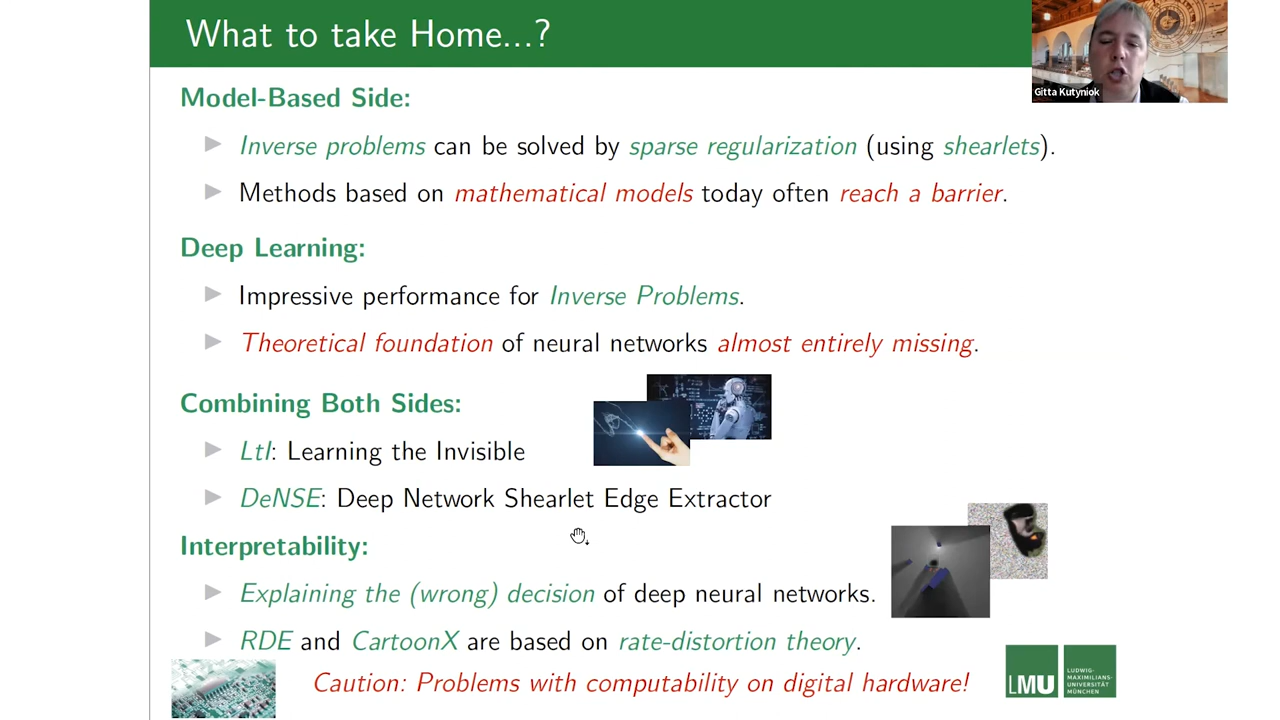 What to take Home...?
Gitta Kutyniok
Model-Based Side:
Inverse problems can be solved by sparse regularization (using shearlets).
Methods based on mathematical models today often reach a barrier.
Deep Learning:
Impressive performance for Inverse Problems.
Theoretical foundation of neural networks almost entirely missing.
Combining Both Sides:
LtI: Learning the Invisible
DeNSE: Deep Network Shearlet Edge Extractor
Interpretability:
Explaining the (wrong) decision of deep neural networks.
RDE and CartoonX are based on rate-distortion theory.
Caution: Problems with computability on digital hardware!
LMU
LUDWIG-
MAXIMILIANS-
UNIVERSITÄT
MÜNCHEN